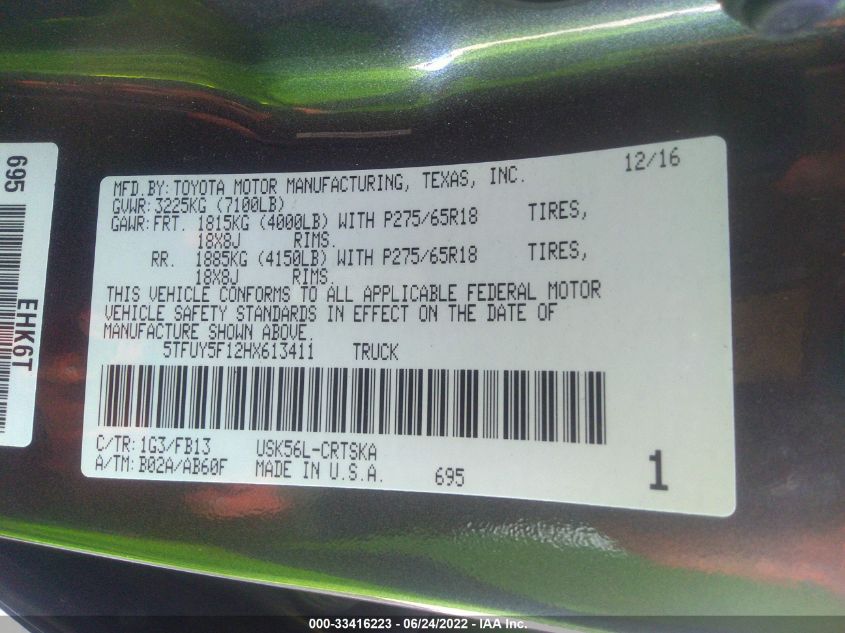 695
EHK6T
12/16
MFD.BY:TOYOTA MOTOR MANUFACTURING, TEXAS, INC.
GVWR:3225KG (7100LB)
GAWR:FRT. 1815KG (4000LB) WITH P275/65R18 TIRES,
18X8J RIMS.
RR. 1885KG (4150LB) WITH P275/65R18 TIRES,
18X8J RIMS.
THIS VEHICLE CONFORMS TO ALL APPLICABLE FEDERAL MOTOR
VEHICLE SAFETY STANDARDS IN EFFECT ON THE DATE OF
MANUFACTURE SHOWN ABOVE.
5TFUY5F12HX613411 TRUCK
C/TR:1G3/FB13 USK56L-CRTSKA
A/TM:B02A/AB60F MADE IN U.S.A. 695
1
000-33416223 - 06/24/2022 - IAA Inc.